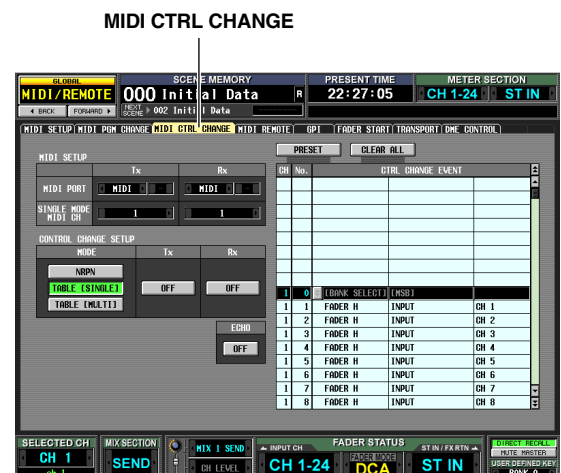 MIDI CTRL CHANGE
GLOBAL
MIDI/REMOTE
BACK FORWARD
SCENE MEMORY
000 Initial Data R
NEXT SCENE 002 Initial Data
PRESENT TIME
22:27:05
METER SECTION
CH 1-24 ST IN
MIDI SETUP MIDI PGM CHANGE MIDI CTRL CHANGE MIDI REMOTE GPI FADER START TRANSPORT DME CONTROL
MIDI SETUP
Tx Rx
MIDI PORT MIDI - MIDI -
SINGLE MODE MIDI CH 1 1
CONTROL CHANGE SETUP
MODE Tx Rx
NRPN
TABLE [SINGLE] OFF OFF
TABLE [MULTI]
ECHO
OFF
PRESET CLEAR ALL
CH No. CTRL CHANGE EVENT
1 0 [BANK SELECT] [MSB]
1 1 FADER H INPUT CH 1
1 2 FADER H INPUT CH 2
1 3 FADER H INPUT CH 3
1 4 FADER H INPUT CH 4
1 5 FADER H INPUT CH 5
1 6 FADER H INPUT CH 6
1 7 FADER H INPUT CH 7
1 8 FADER H INPUT CH 8
SELECTED CH
CH 1
ch 1
MIX SECTION
SEND
MIX 1 SEND
CH LEVEL
FADER STATUS
INPUT CH
CH 1-24
FADER MODE
DCA
ST IN / FX RTN
ST IN
DIRECT RECALL
MUTE MASTER
USER DEFINED KEY
BANK A